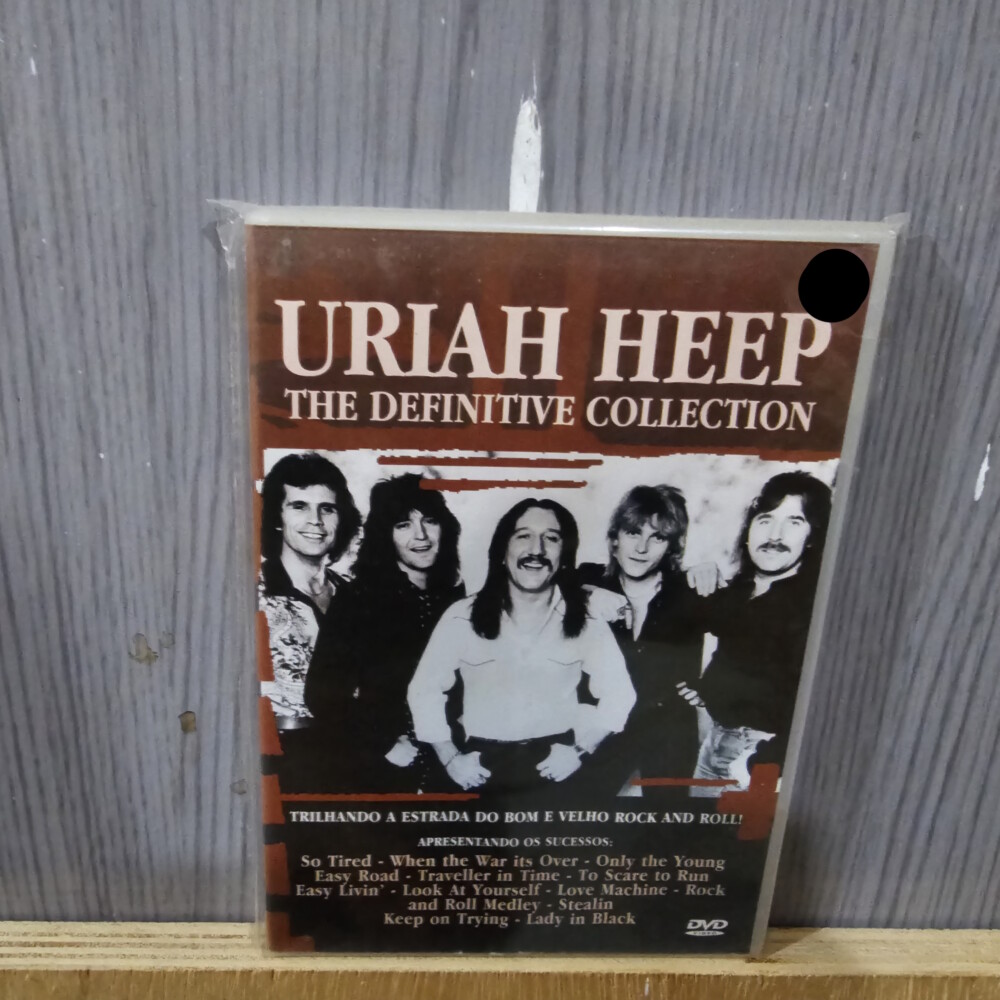 URIAH HEEP
THE DEFINITIVE COLLECTION
TRILHANDO A ESTRADA DO BOM E VELHO ROCK AND ROLL!
APRESENTANDO OS SUCESSOS:
So Tired - When the War its Over - Only the Young
Easy Road - Traveller in Time - To Scare to Run
Easy Livin' - Look At Yourself - Love Machine - Rock
and Roll Medley - Stealin
Keep on Trying - Lady in Black
DVD
VIDEO